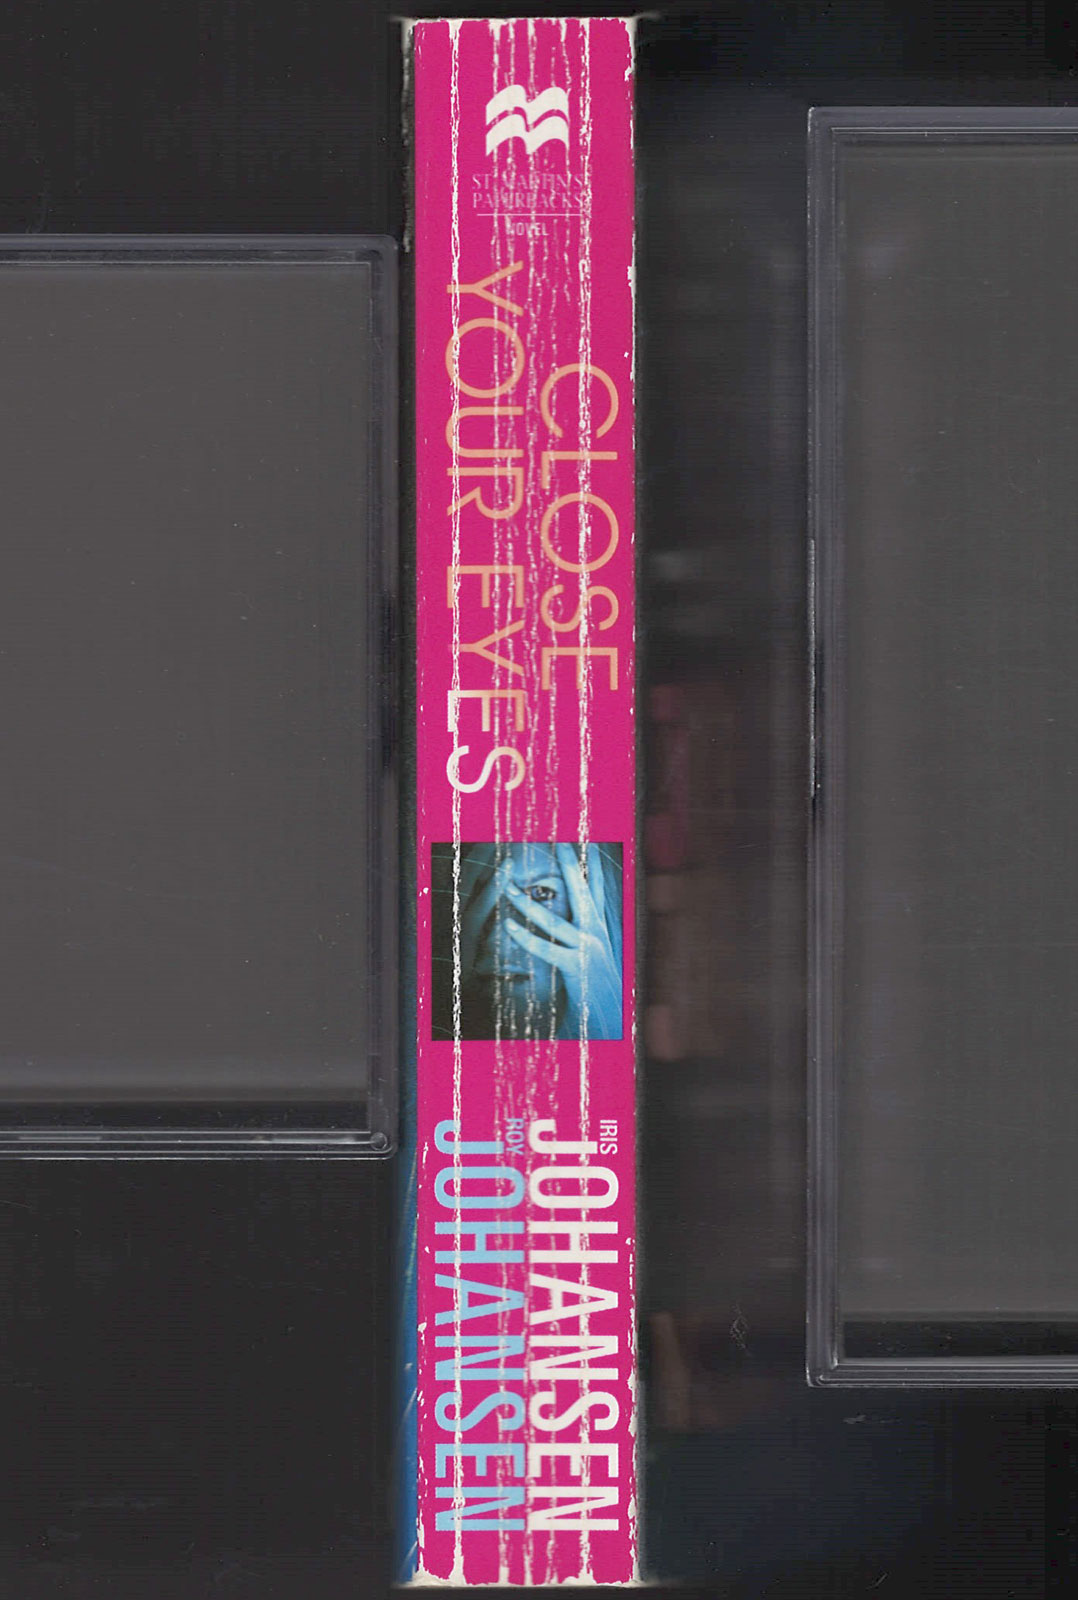 ST. MARTIN'S
PAPERBACKS
NOVEL
CLOSE
YOUR EYES
IRIS
JOHANSEN
ROY
JOHANSEN